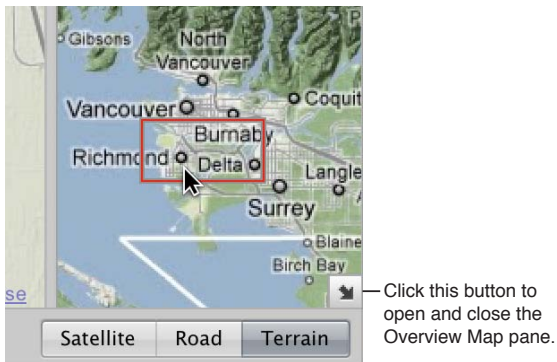 P
Gibsons
North
Vancouver
Vancouver
Coquit
Burnaby
Richmond
Delta
Langle
Surrey
Blaine
Birch Bay
se
Click this button to
open and close the
Overview Map pane.
Satellite
Road
Terrain